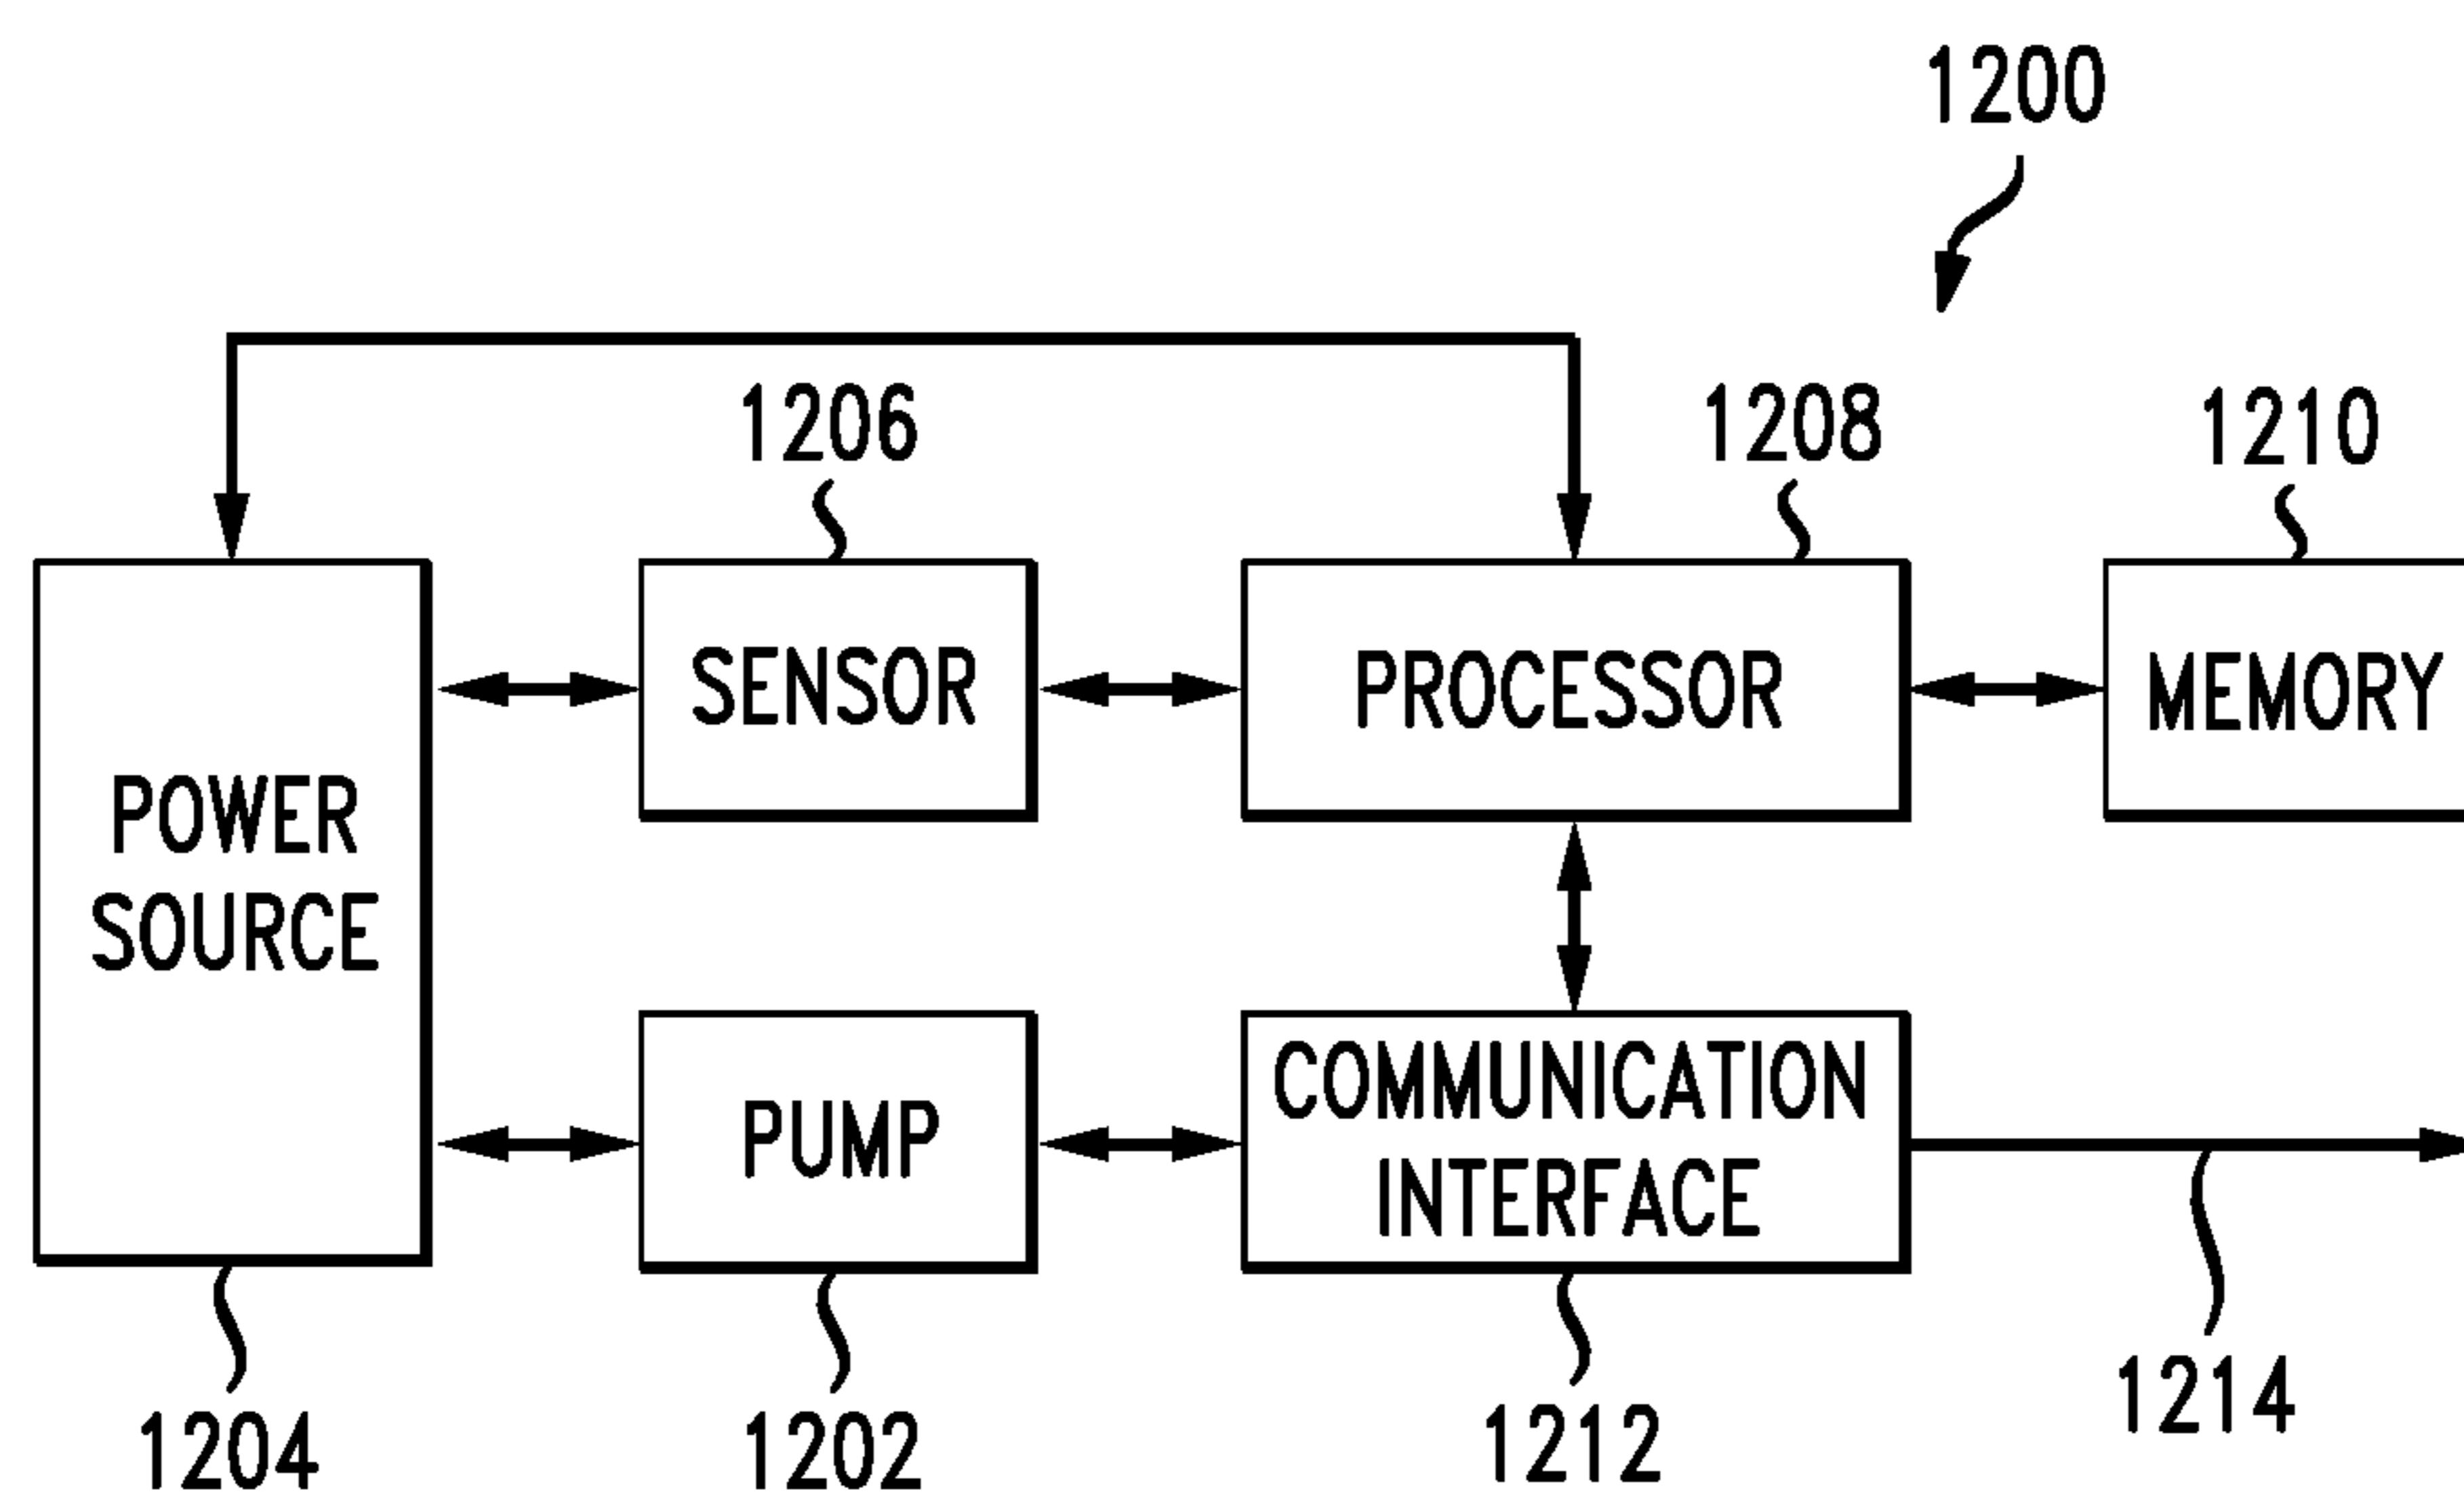 1200
1206
1208
1210
SENSOR
PROCESSOR
MEMORY
POWER
SOURCE
PUMP
COMMUNICATION
INTERFACE
1214
1204
1202
1212